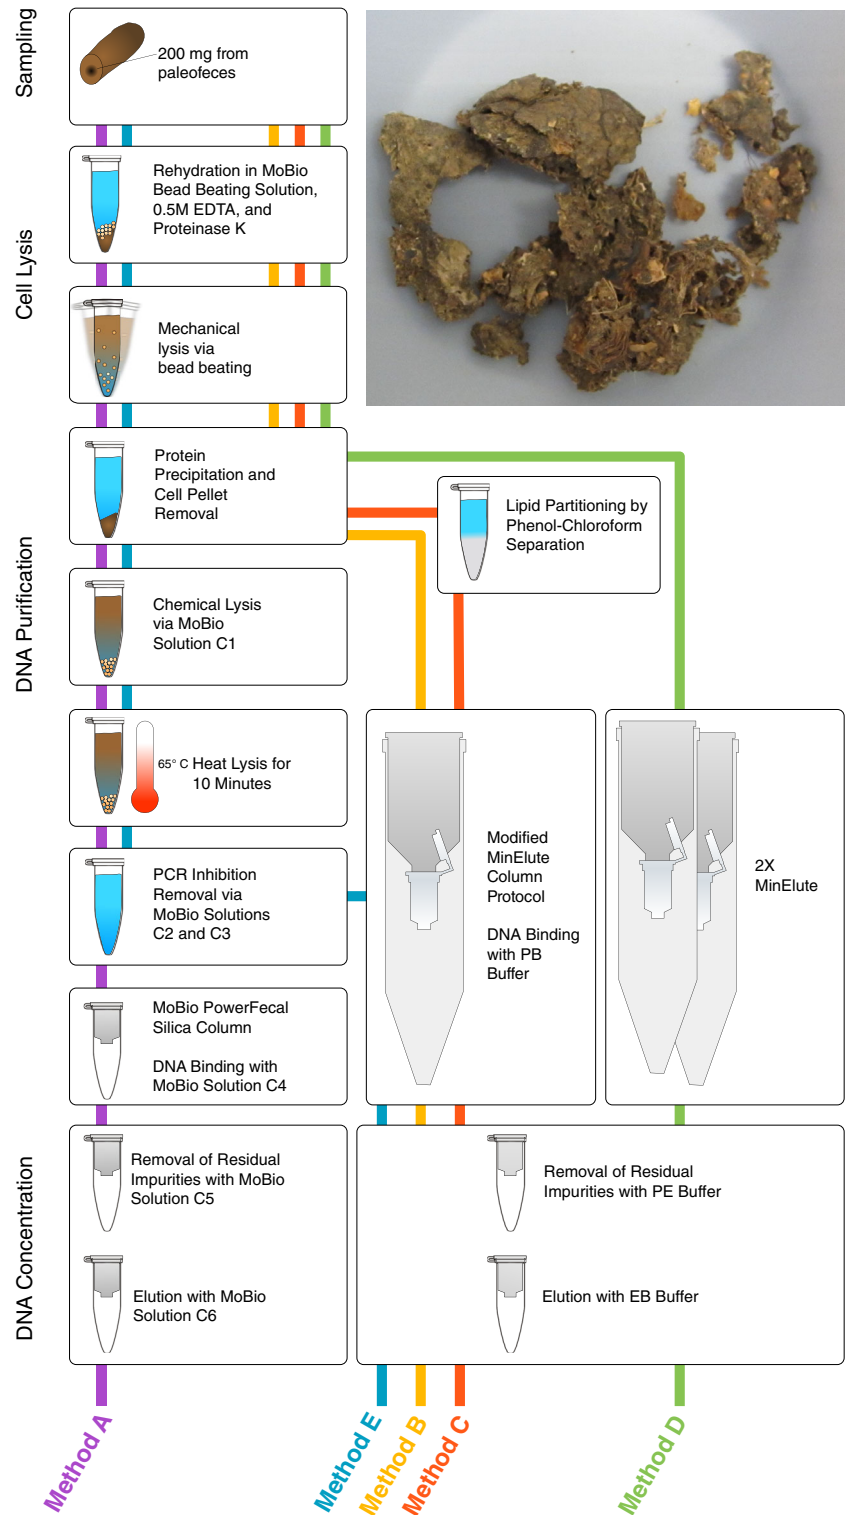 Sampling
200 mg from
paleofeces
Cell Lysis
Rehydration in MoBio
Bead Beating Solution,
0.5M EDTA, and
Proteinase K
Mechanical
lysis via
bead beating
DNA Purification
Protein
Precipitation and
Cell Pellet
Removal
Lipid Partitioning by
Phenol-Chloroform
Separation
Chemical Lysis
via MoBio
Solution C1
65° C Heat Lysis for
10 Minutes
PCR Inhibition
Removal via
MoBio Solutions
C2 and C3
Modified
MinElute
Column
Protocol
DNA Binding
with PB
Buffer
2X
MinElute
MoBio PowerFecal
Silica Column
DNA Binding with
MoBio Solution C4
DNA Concentration
Removal of Residual
Impurities with MoBio
Solution C5
Elution with MoBio
Solution C6
Removal of Residual
Impurities with PE Buffer
Elution with EB Buffer
Method A
Method E
Method B
Method C
Method D